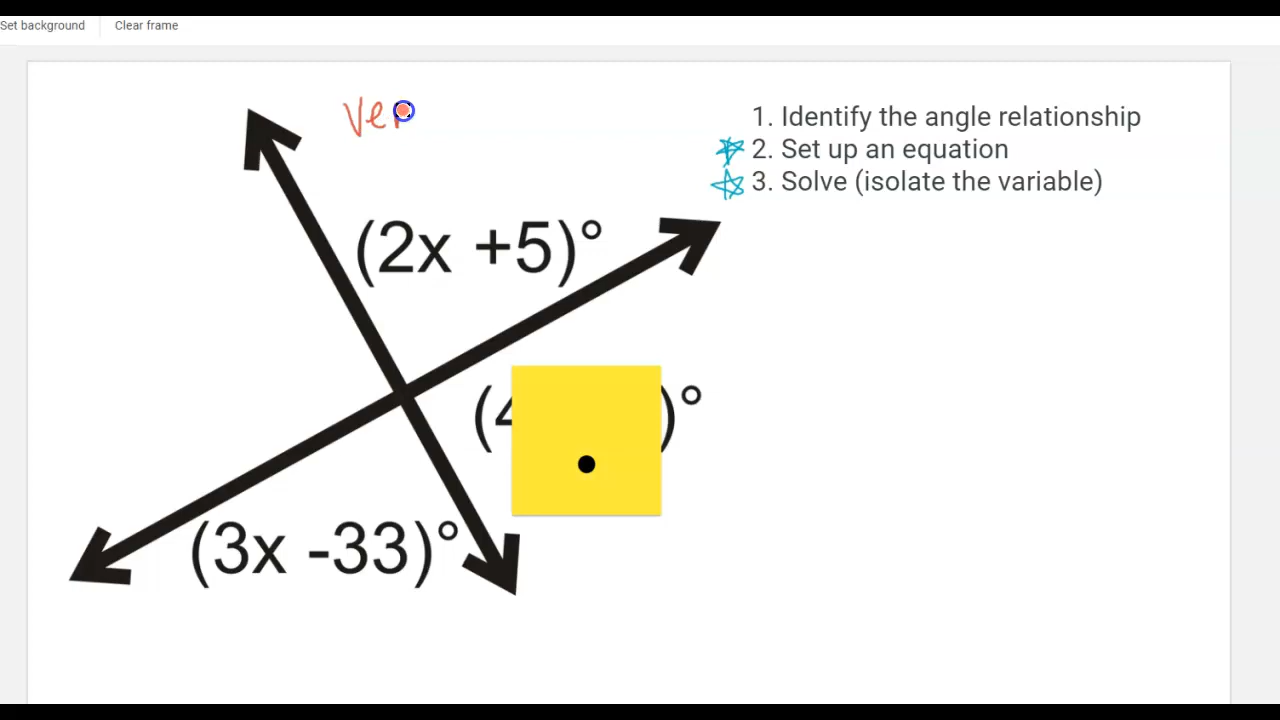 Set background Clear frame
Ver
1. Identify the angle relationship
2. Set up an equation
3. Solve (isolate the variable)
(2x +5)°
(4 )°
(3x -33)°